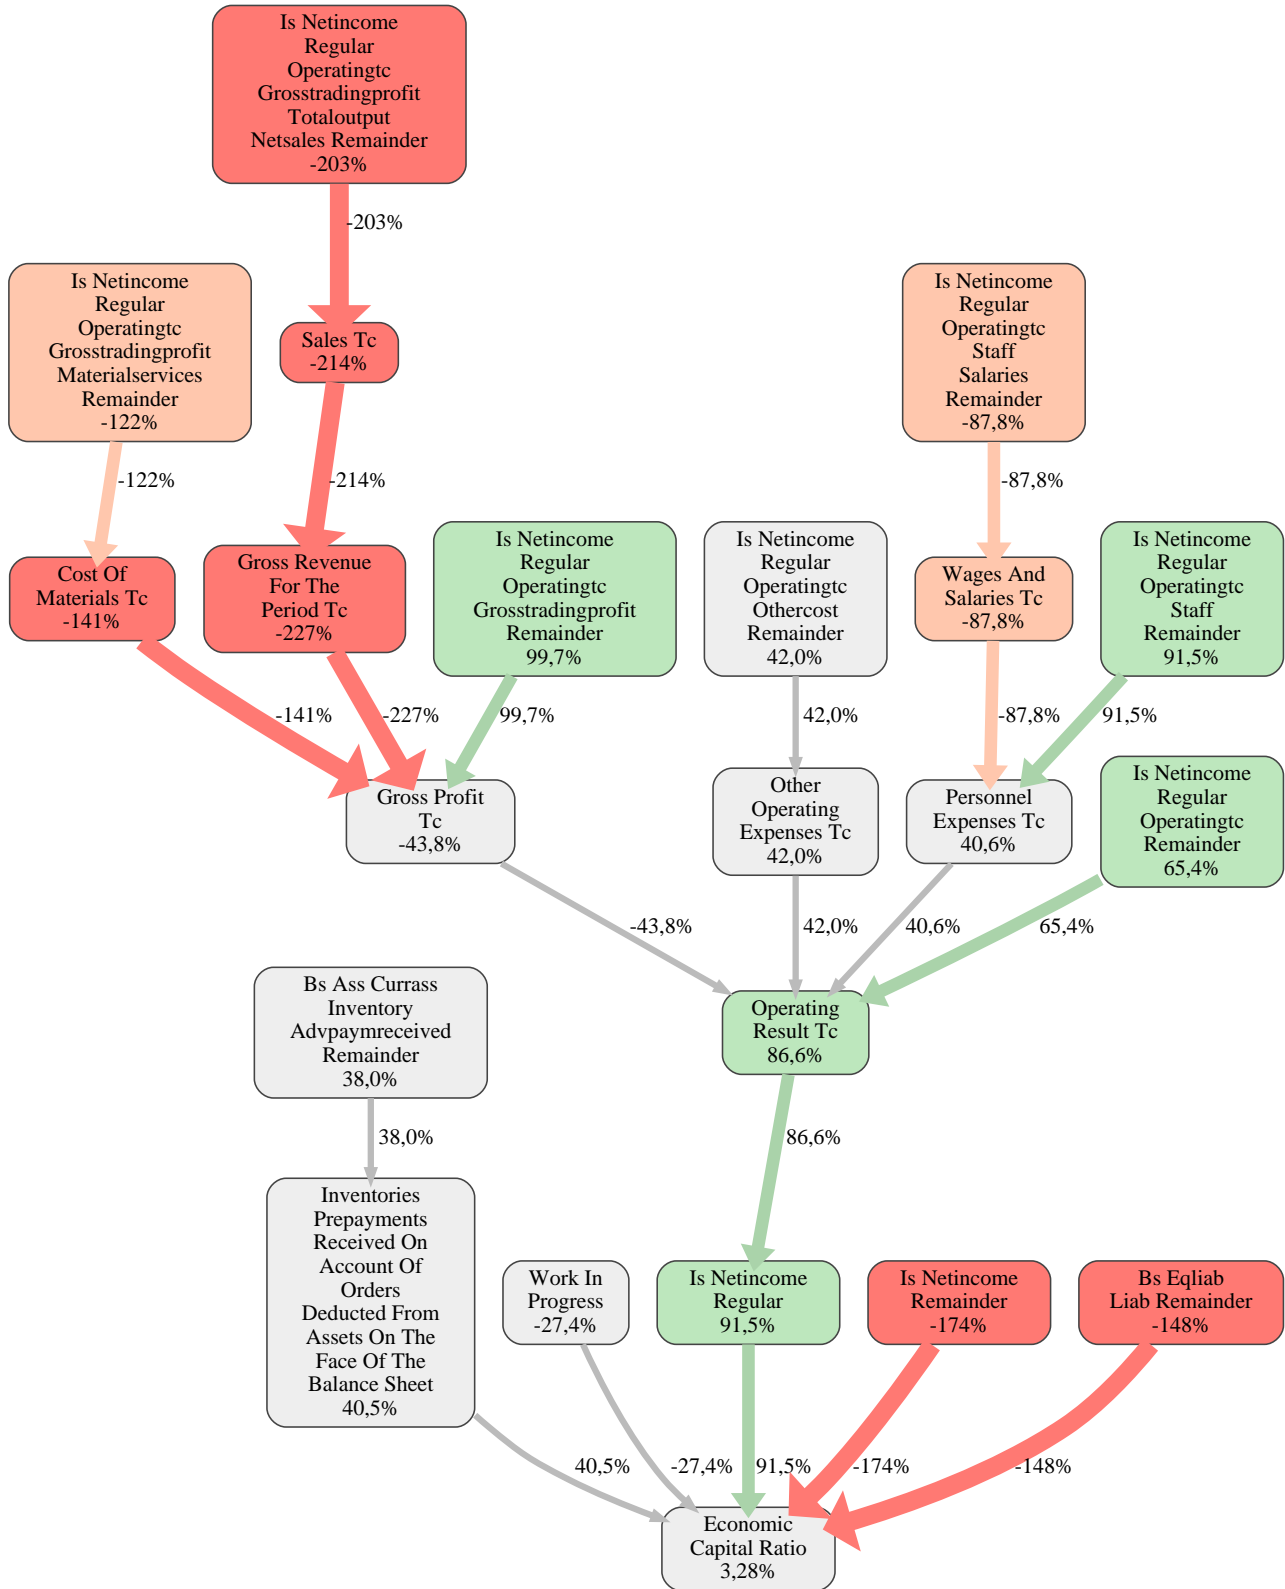 Is Netincome
Regular
Operatingtc
Grosstradingprofit
Totaloutput
Netsales Remainder
-203%
-203%
Is Netincome
Regular
Operatingtc
Grosstradingprofit
Materialservices
Remainder
-122%
Sales Tc
-214%
Is Netincome
Regular
Operatingtc
Staff
Salaries
Remainder
-87,8%
-122%
-214%
-87,8%
Cost Of
Materials Tc
-141%
Gross Revenue
For The
Period Tc
-227%
Is Netincome
Regular
Operatingtc
Grosstradingprofit
Remainder
99,7%
Is Netincome
Regular
Operatingtc
Othercost
Remainder
42,0%
Wages And
Salaries Tc
-87,8%
Is Netincome
Regular
Operatingtc
Staff
Remainder
91,5%
-141%
-227%
99,7%
42,0%
-87,8%
91,5%
Gross Profit
Tc
-43,8%
Other
Operating
Expenses Tc
42,0%
Personnel
Expenses Tc
40,6%
Is Netincome
Regular
Operatingtc
Remainder
65,4%
-43,8%
42,0%
40,6%
65,4%
Bs Ass Currass
Inventory
Advpaymreceived
Remainder
38,0%
Operating
Result Tc
86,6%
38,0%
86,6%
Inventories
Prepayments
Received On
Account Of
Orders
Deducted From
Assets On The
Face Of The
Balance Sheet
40,5%
Work In
Progress
-27,4%
Is Netincome
Regular
91,5%
Is Netincome
Remainder
-174%
Bs Eqliab
Liab Remainder
-148%
40,5%
-27,4%
91,5%
-174%
-148%
Economic
Capital Ratio
3,28%